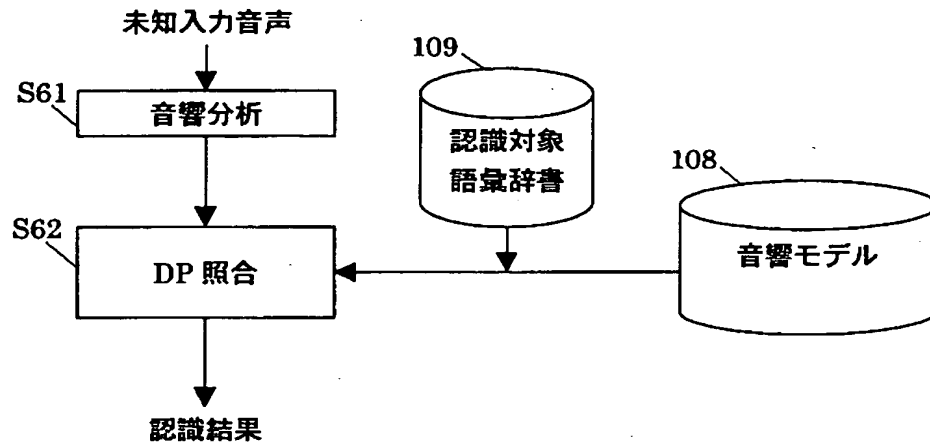 未知入力音声
S61
音響分析
109
認識対象
語彙辞書
108
音響モデル
S62
DP 照合
認識結果